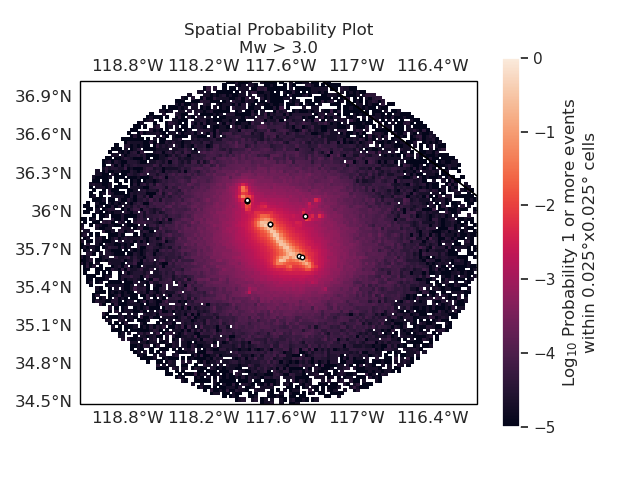 Spatial Probability Plot
Mw > 3.0
118.8°W 118.2°W 117.6°W 117°W 116.4°W
36.9°N
36.6°N
36.3°N
36°N
35.7°N
35.4°N
35.1°N
34.8°N
34.5°N
118.8°W 118.2°W 117.6°W 117°W 116.4°W
0
−1
−2
−3
−4
−5
Log₁₀ Probability 1 or more events
within 0.025°x0.025° cells